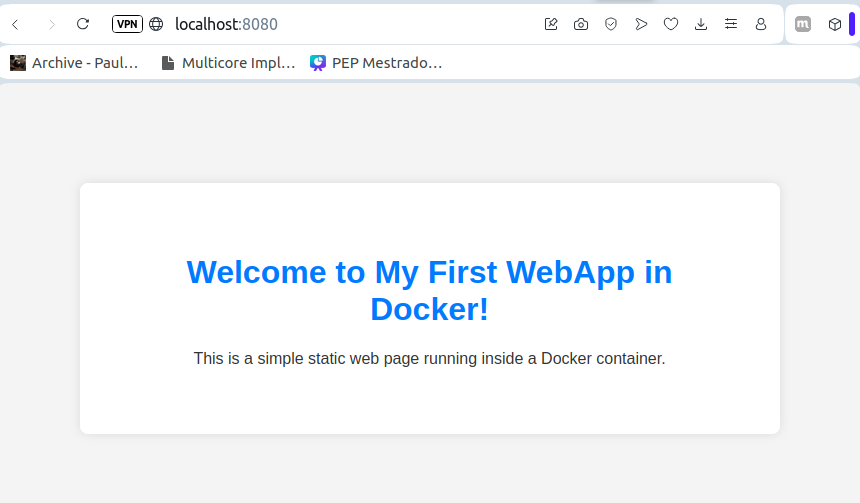 VPN localhost:8080
m
Archive - Paul... Multicore Impl... PEP Mestrado...
Welcome to My First WebApp in
Docker!
This is a simple static web page running inside a Docker container.